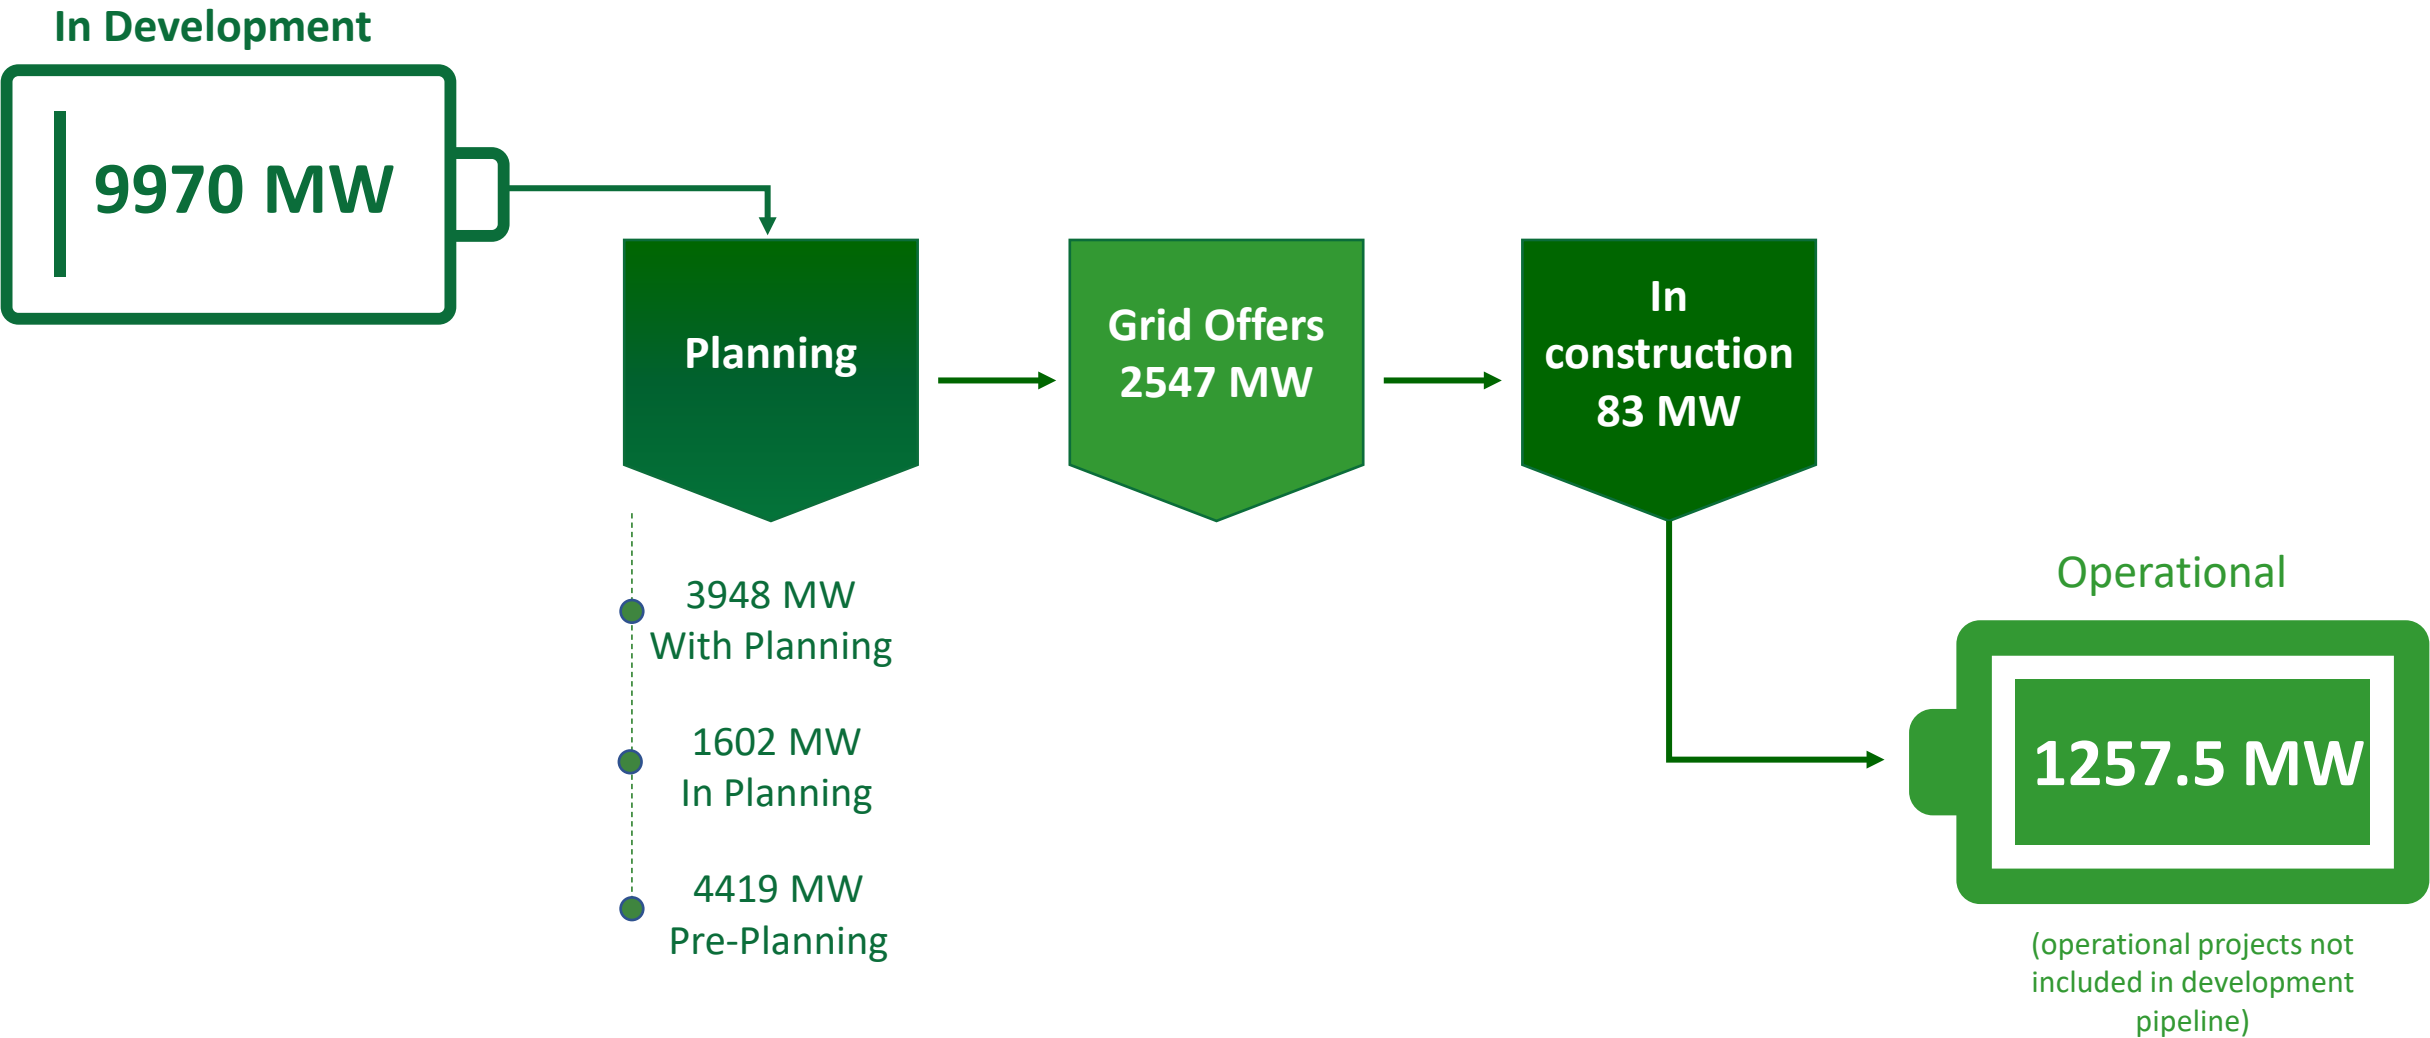 In Development
9970 MW
Planning
Grid Offers
2547 MW
In
construction
83 MW
3948 MW
With Planning
1602 MW
In Planning
4419 MW
Pre-Planning
Operational
1257.5 MW
(operational projects not
included in development
pipeline)